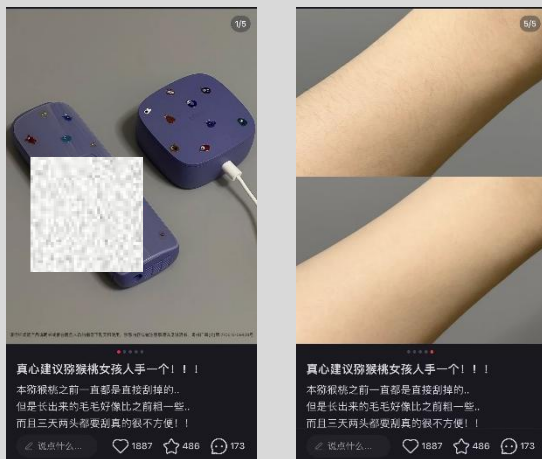 1/5
真心建议猕猴桃女孩人手一个！！！
本猕猴桃之前一直都是直接刮掉的..
但是长出来的毛毛好像比之前粗一些..
而且三天两头都要刮真的很不方便！！
说点什么...
1887
486
173
5/5
真心建议猕猴桃女孩人手一个！！！
本猕猴桃之前一直都是直接刮掉的..
但是长出来的毛毛好像比之前粗一些..
而且三天两头都要刮真的很不方便！！
说点什么...
1887
486
173